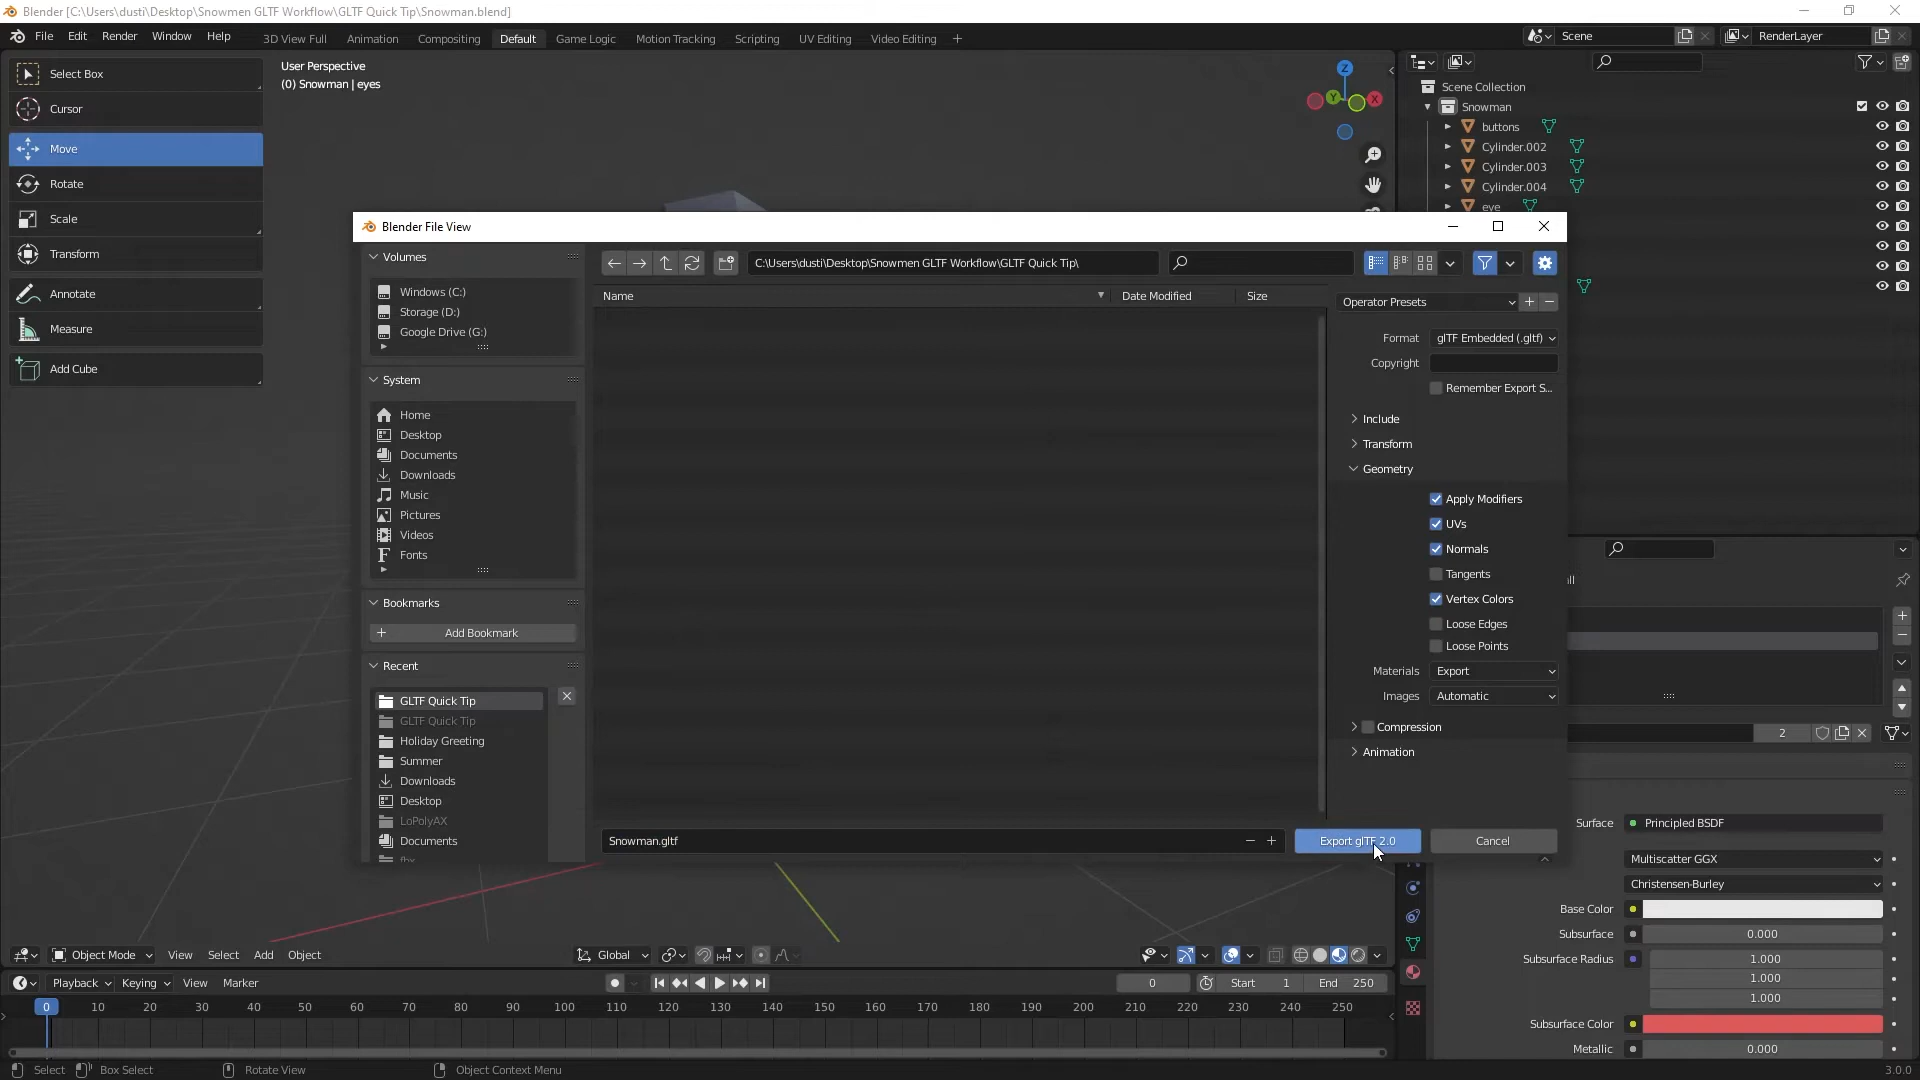 Blender [C:\Users\dusti\Desktop\Snowmen GLTF Workflow\GLTF Quick Tip\Snowman.blend]
File Edit Render Window Help 3D View Full Animation Compositing Default Game Logic Motion Tracking Scripting UV Editing Video Editing + Scene RenderLayer
Select Box
Cursor
Move
Rotate
Scale
Transform
Annotate
Measure
Add Cube
User Perspective
(0) Snowman | eyes
Z
Y
X
Scene Collection
Snowman
buttons
Cylinder.002
Cylinder.003
Cylinder.004
eye
Blender File View
Volumes
Windows (C:)
Storage (D:)
Google Drive (G:)
System
Home
Desktop
Documents
Downloads
Music
Pictures
Videos
Fonts
Bookmarks
Add Bookmark
Recent
GLTF Quick Tip
GLTF Quick Tip
Holiday Greeting
Summer
Downloads
Desktop
LoPolyAX
Documents
C:\Users\dusti\Desktop\Snowmen GLTF Workflow\GLTF Quick Tip\
Name Date Modified Size
Operator Presets
Format glTF Embedded (.gltf)
Copyright
Remember Export S...
Include
Transform
Geometry
Apply Modifiers
UVs
Normals
Tangents
Vertex Colors
Loose Edges
Loose Points
Materials Export
Images Automatic
Compression
Animation
Snowman.gltf
Export glTF 2.0 Cancel
2
Surface Principled BSDF
Multiscatter GGX
Christensen-Burley
Base Color
Subsurface 0.000
Subsurface Radius 1.000
1.000
1.000
Subsurface Color
Metallic 0.000
Object Mode View Select Add Object Global
Playback Keying View Marker 0 Start 1 End 250
0 10 20 30 40 50 60 70 80 90 100 110 120 130 140 150 160 170 180 190 200 210 220 230 240 250
Select Box Select Rotate View Object Context Menu 3.0.0